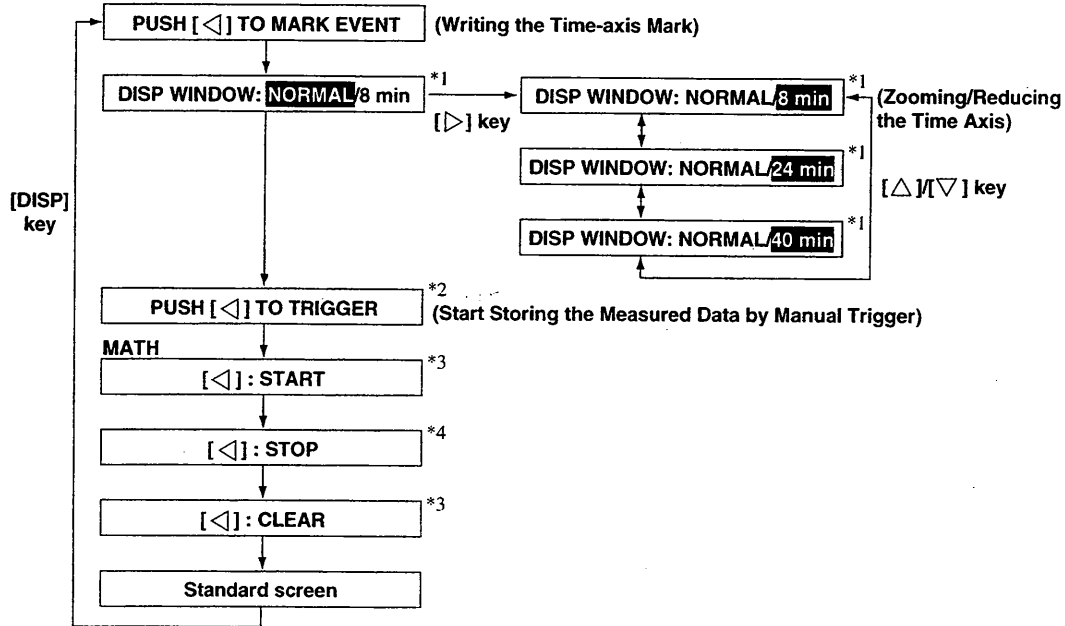 PUSH [◁] TO MARK EVENT (Writing the Time-axis Mark)
DISP WINDOW: NORMAL/8 min *1
[▷] key
DISP WINDOW: NORMAL/8 min *1
(Zooming/Reducing
the Time Axis)
DISP WINDOW: NORMAL/24 min *1
[△]/[▽] key
DISP WINDOW: NORMAL/40 min *1
[DISP]
key
PUSH [◁] TO TRIGGER *2
(Start Storing the Measured Data by Manual Trigger)
MATH
[◁] : START *3
[◁] : STOP *4
[◁] : CLEAR *3
Standard screen